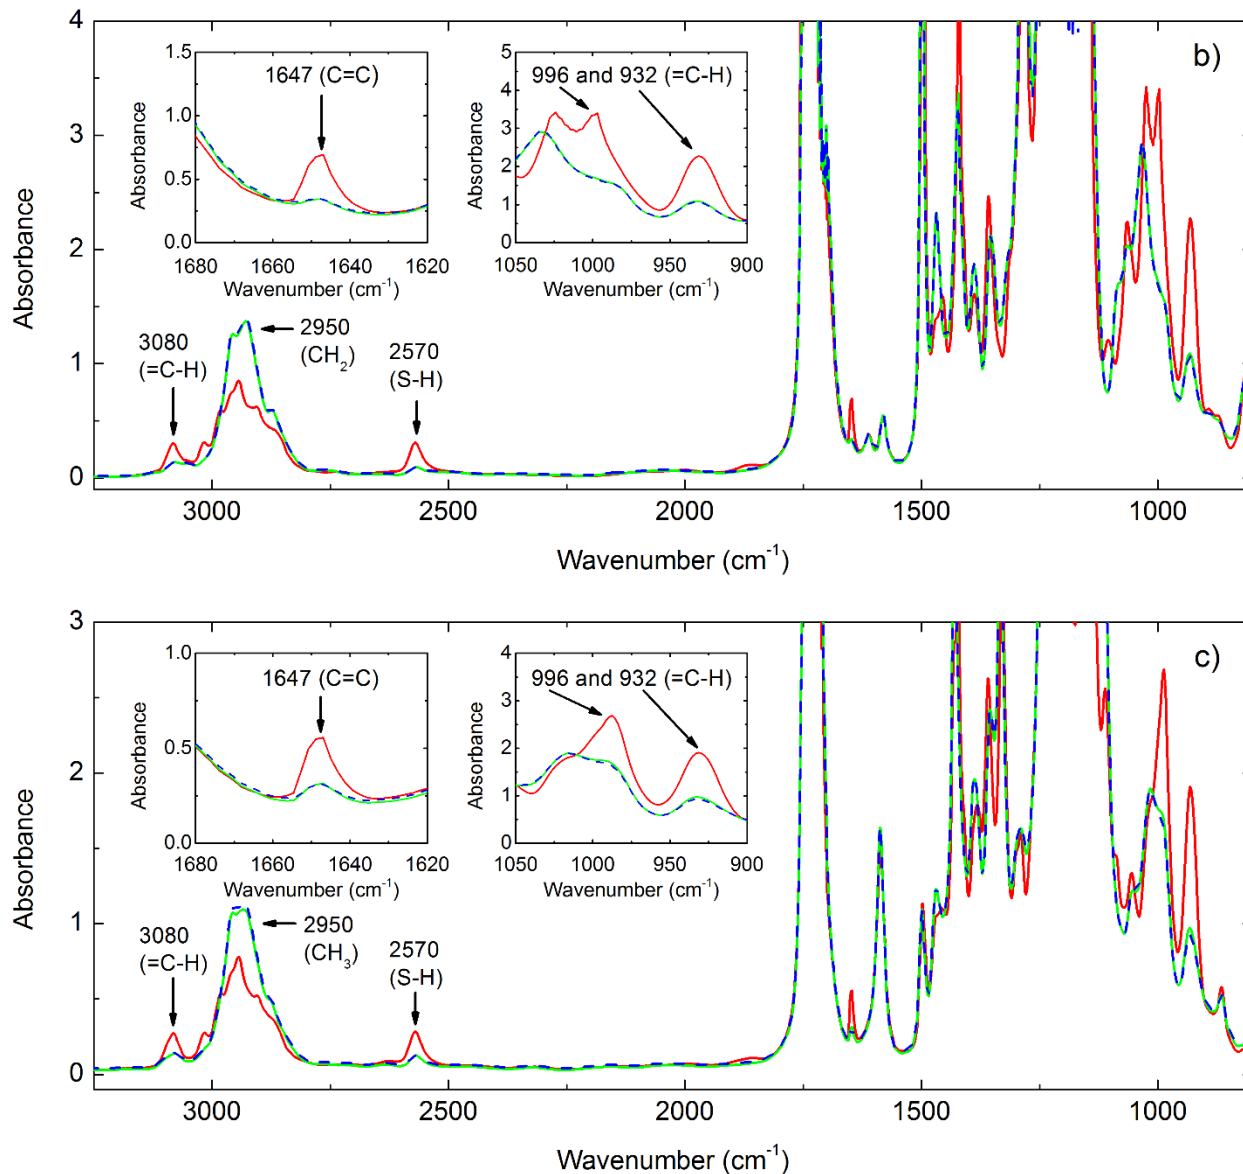 b)
4
3
2
1
0
Absorbance
3000
2500
2000
1500
1000
Wavenumber (cm⁻¹)
1.5
1.0
0.5
0.0
Absorbance
1647 (C=C)
1680
1660
1640
1620
Wavenumber (cm⁻¹)
5
4
3
2
1
0
Absorbance
996 and 932 (=C-H)
1050
1000
950
900
Wavenumber (cm⁻¹)
3080
(=C-H)
2950
(CH₂)
2570
(S-H)
c)
3
2
1
0
Absorbance
3000
2500
2000
1500
1000
Wavenumber (cm⁻¹)
1.0
0.5
0.0
Absorbance
1647 (C=C)
1680
1660
1640
1620
Wavenumber (cm⁻¹)
4
3
2
1
0
Absorbance
996 and 932 (=C-H)
1050
1000
950
900
Wavenumber (cm⁻¹)
3080
(=C-H)
2950
(CH₃)
2570
(S-H)